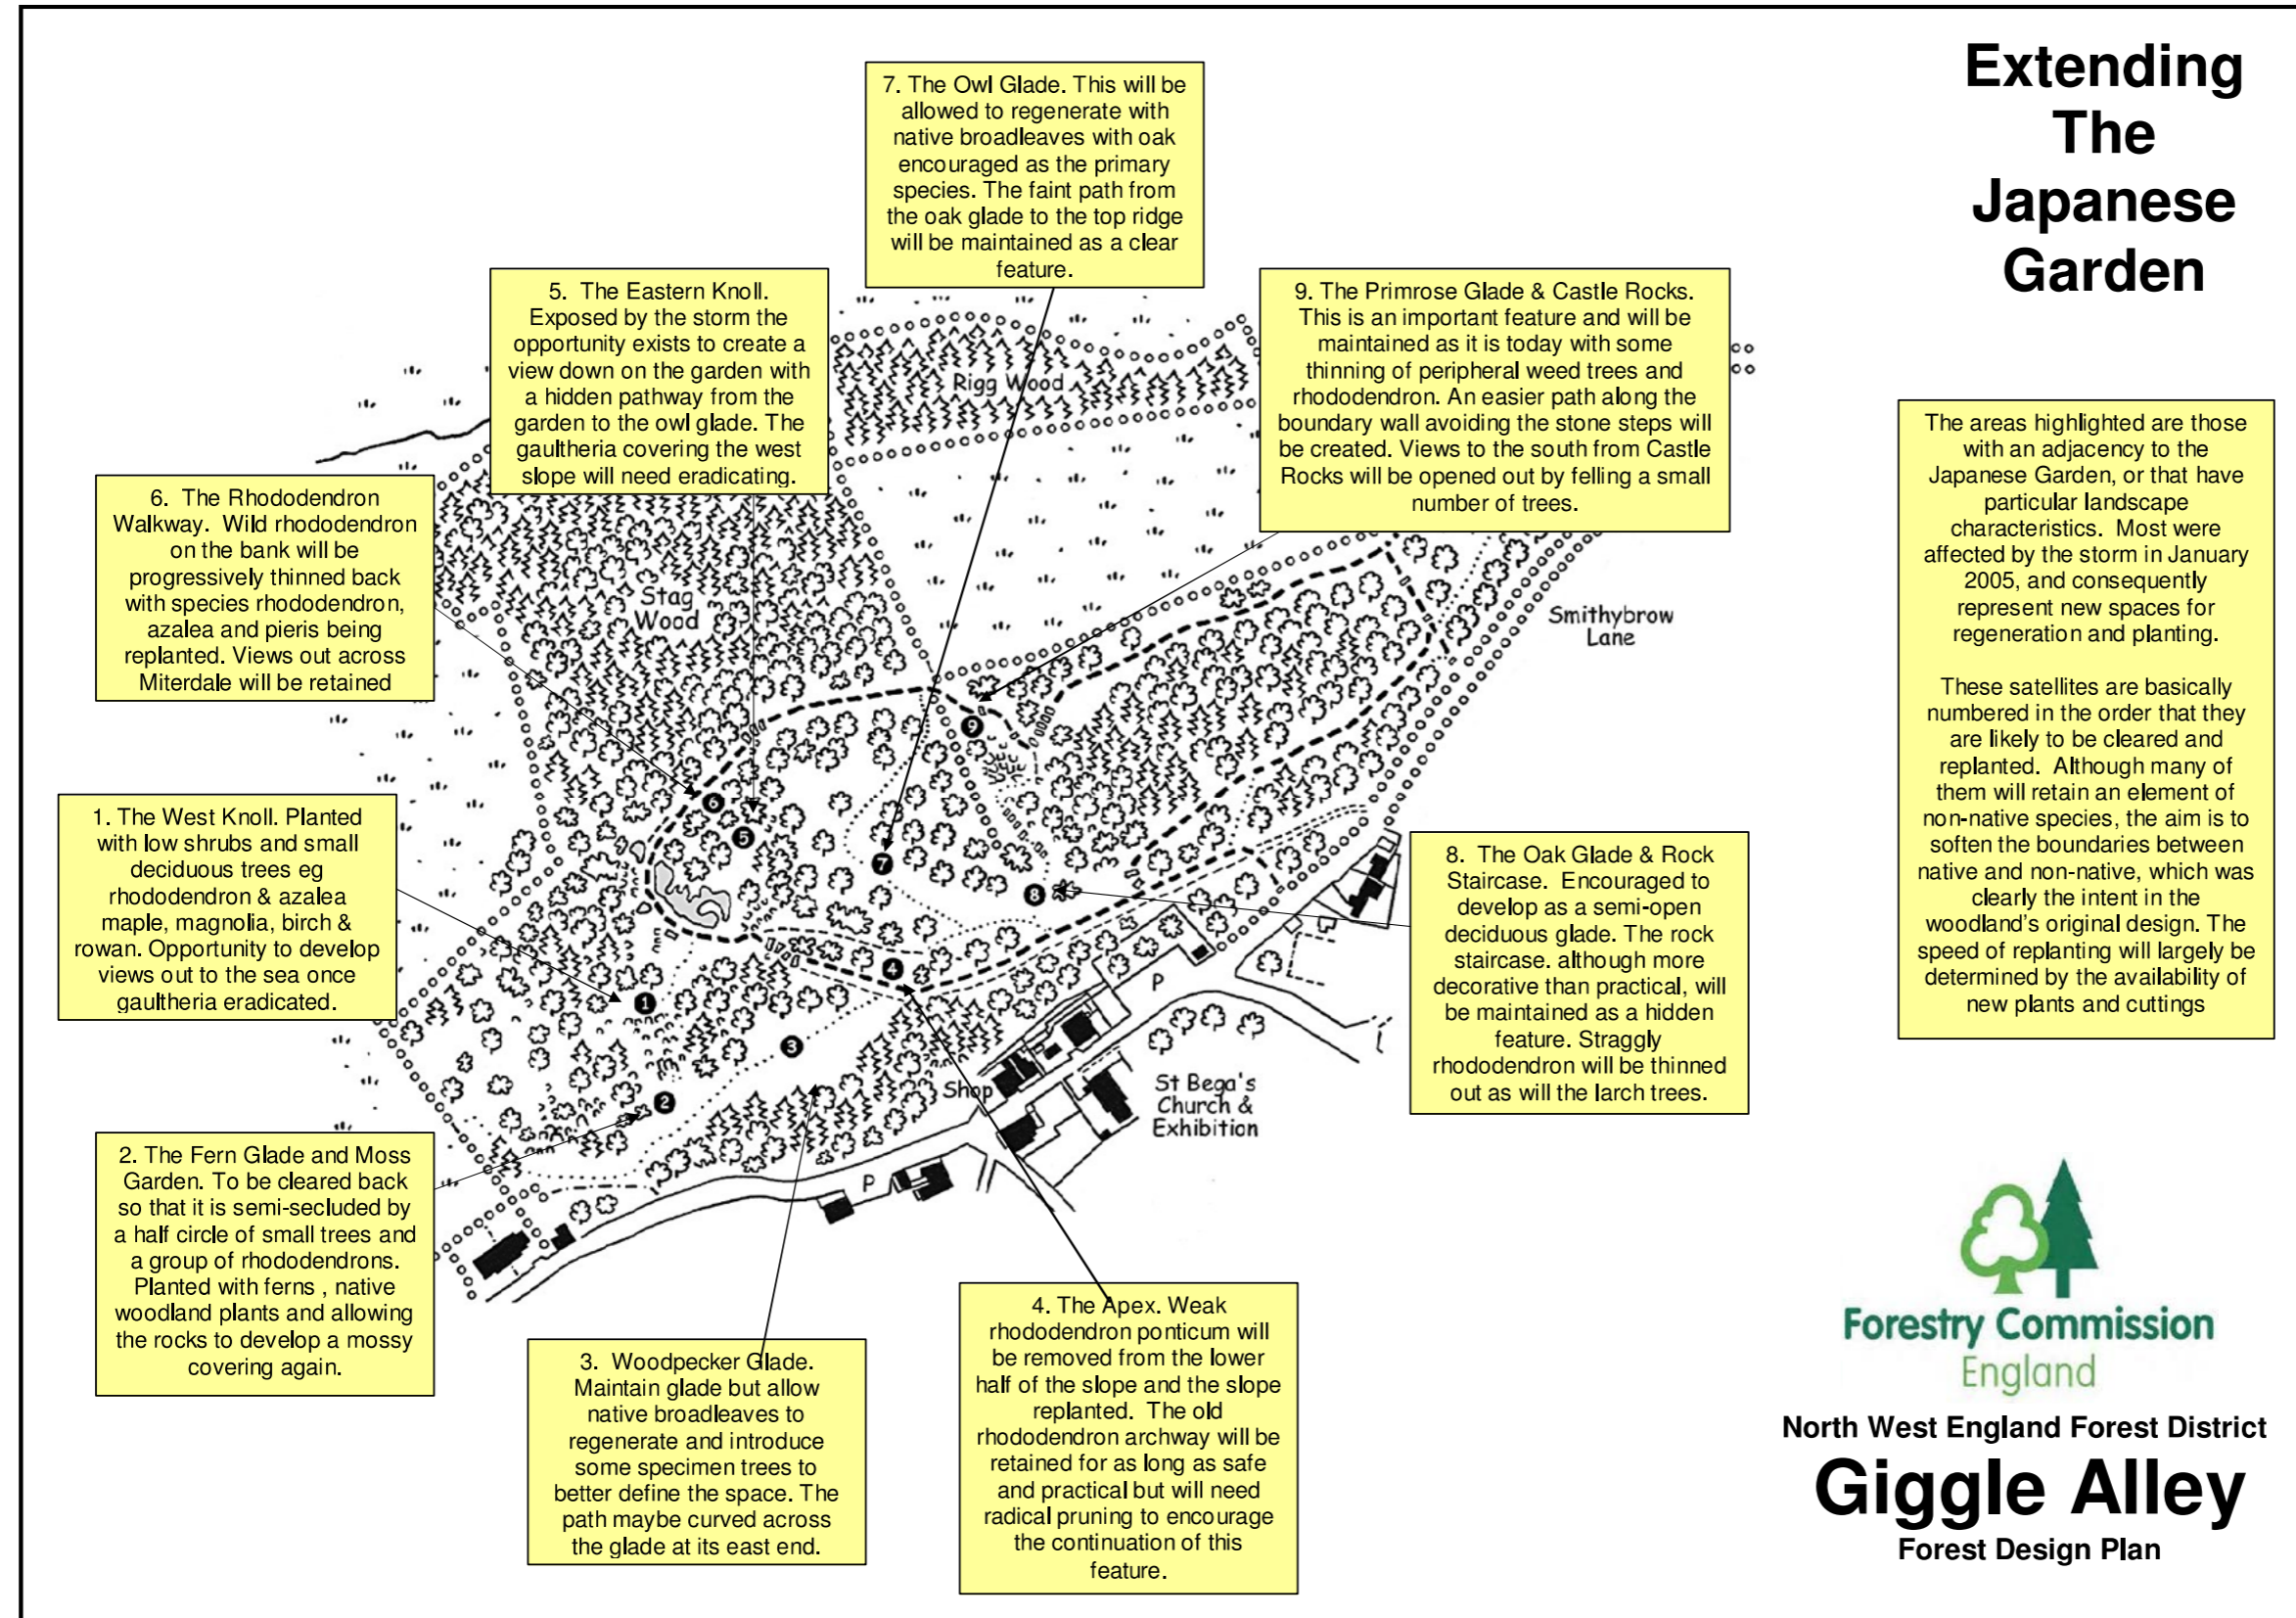 Extending
The
Japanese
Garden
7. The Owl Glade. This will be
allowed to regenerate with
native broadleaves with oak
encouraged as the primary
species. The faint path from
the oak glade to the top ridge
will be maintained as a clear
feature.
5. The Eastern Knoll.
Exposed by the storm the
opportunity exists to create a
view down on the garden with
a hidden pathway from the
garden to the owl glade. The
gaultheria covering the west
slope will need eradicating.
9. The Primrose Glade & Castle Rocks.
This is an important feature and will be
maintained as it is today with some
thinning of peripheral weed trees and
rhododendron. An easier path along the
boundary wall avoiding the stone steps will
be created. Views to the south from Castle
Rocks will be opened out by felling a small
number of trees.
The areas highlighted are those
with an adjacency to the
Japanese Garden, or that have
particular landscape
characteristics. Most were
affected by the storm in January
2005, and consequently
represent new spaces for
regeneration and planting.
These satellites are basically
numbered in the order that they
are likely to be cleared and
replanted. Although many of
them will retain an element of
non-native species, the aim is to
soften the boundaries between
native and non-native, which was
clearly the intent in the
woodland's original design. The
speed of replanting will largely be
determined by the availability of
new plants and cuttings
6. The Rhododendron
Walkway. Wild rhododendron
on the bank will be
progressively thinned back
with species rhododendron,
azalea and pieris being
replanted. Views out across
Miterdale will be retained
1. The West Knoll. Planted
with low shrubs and small
deciduous trees eg
rhododendron & azalea
maple, magnolia, birch &
rowan. Opportunity to develop
views out to the sea once
gaultheria eradicated.
8. The Oak Glade & Rock
Staircase. Encouraged to
develop as a semi-open
deciduous glade. The rock
staircase. although more
decorative than practical, will
be maintained as a hidden
feature. Straggly
rhododendron will be thinned
out as will the larch trees.
2. The Fern Glade and Moss
Garden. To be cleared back
so that it is semi-secluded by
a half circle of small trees and
a group of rhododendrons.
Planted with ferns , native
woodland plants and allowing
the rocks to develop a mossy
covering again.
3. Woodpecker Glade.
Maintain glade but allow
native broadleaves to
regenerate and introduce
some specimen trees to
better define the space. The
path maybe curved across
the glade at its east end.
4. The Apex. Weak
rhododendron ponticum will
be removed from the lower
half of the slope and the slope
replanted. The old
rhododendron archway will be
retained for as long as safe
and practical but will need
radical pruning to encourage
the continuation of this
feature.
Rigg Wood
Stag
Wood
Smithybrow
Lane
9
6
5
7
8
4
1
3
2
P
Shop
St Bega's
Church &
Exhibition
P
Forestry Commission
England
North West England Forest District
Giggle Alley
Forest Design Plan